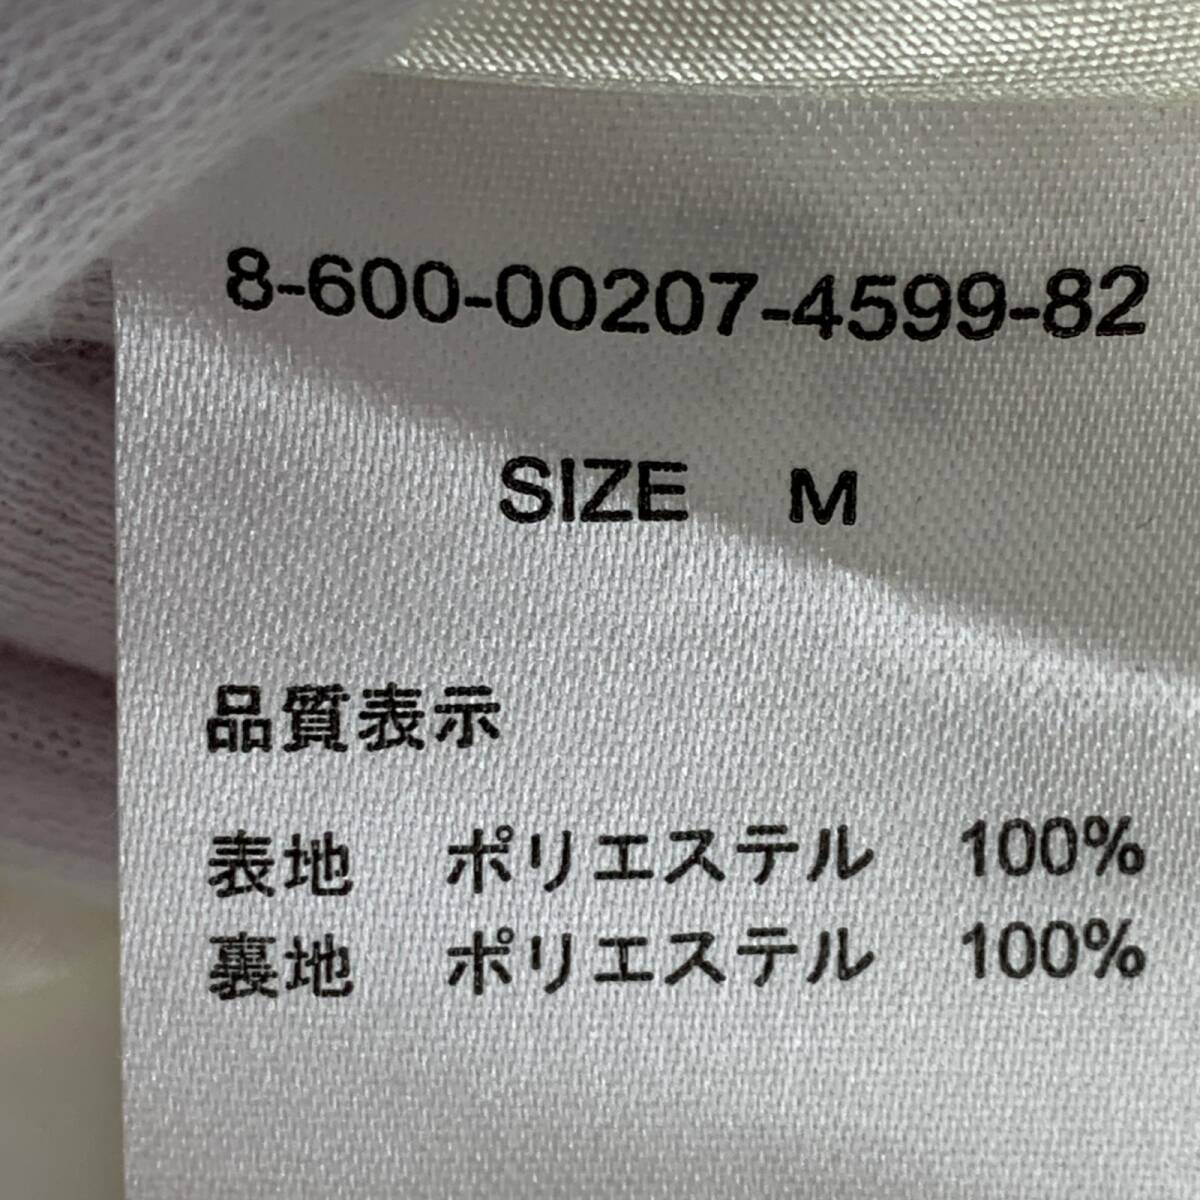 8-600-00207-4599-82
SIZE M
品質表示
表地 ポリエステル 100%
裏地 ポリエステル 100%